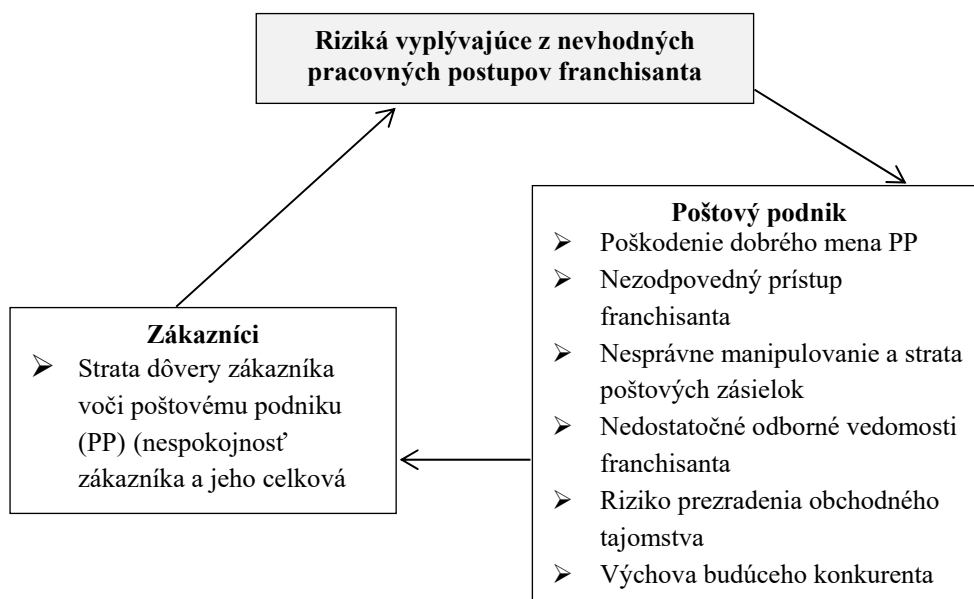 Riziká vyplývajúce z nevhodných
pracovných postupov franchisanta
Poštový podnik
➢ Poškodenie dobrého mena PP
➢ Nezodpovedný prístup
franchisanta
➢ Nesprávne manipulovanie a strata
poštových zásielok
➢ Nedostatočné odborné vedomosti
franchisanta
➢ Riziko prezradenia obchodného
tajomstva
➢ Výchova budúceho konkurenta
Zákazníci
➢ Strata dôvery zákazníka
voči poštovému podniku
(PP) (nespokojnosť
zákazníka a jeho celková